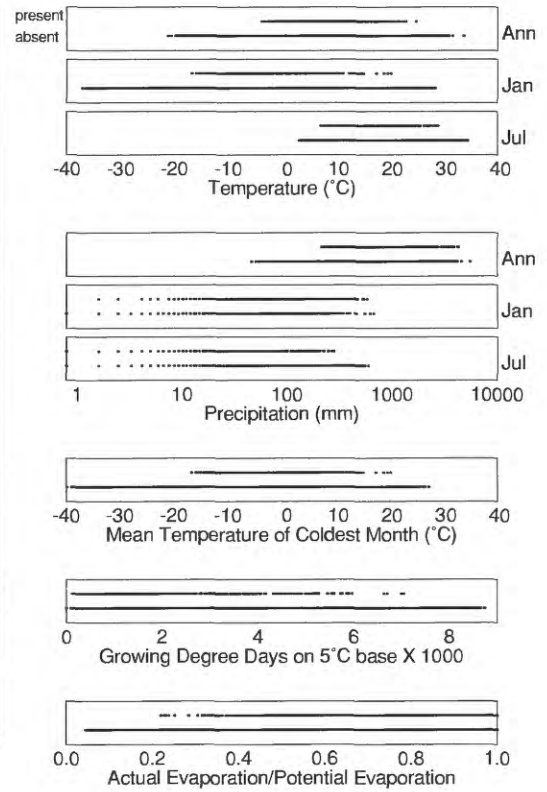 present
absent
Ann
Jan
Jul
-40 -30 -20 -10 0 10 20 30 40
Temperature (˚C)
Ann
Jan
Jul
1 10 100 1000 10000
Precipitation (mm)
-40 -30 -20 -10 0 10 20 30 40
Mean Temperature of Coldest Month (˚C)
0 2 4 6 8
Growing Degree Days on 5˚C base X 1000
0.0 0.2 0.4 0.6 0.8 1.0
Actual Evaporation/Potential Evaporation